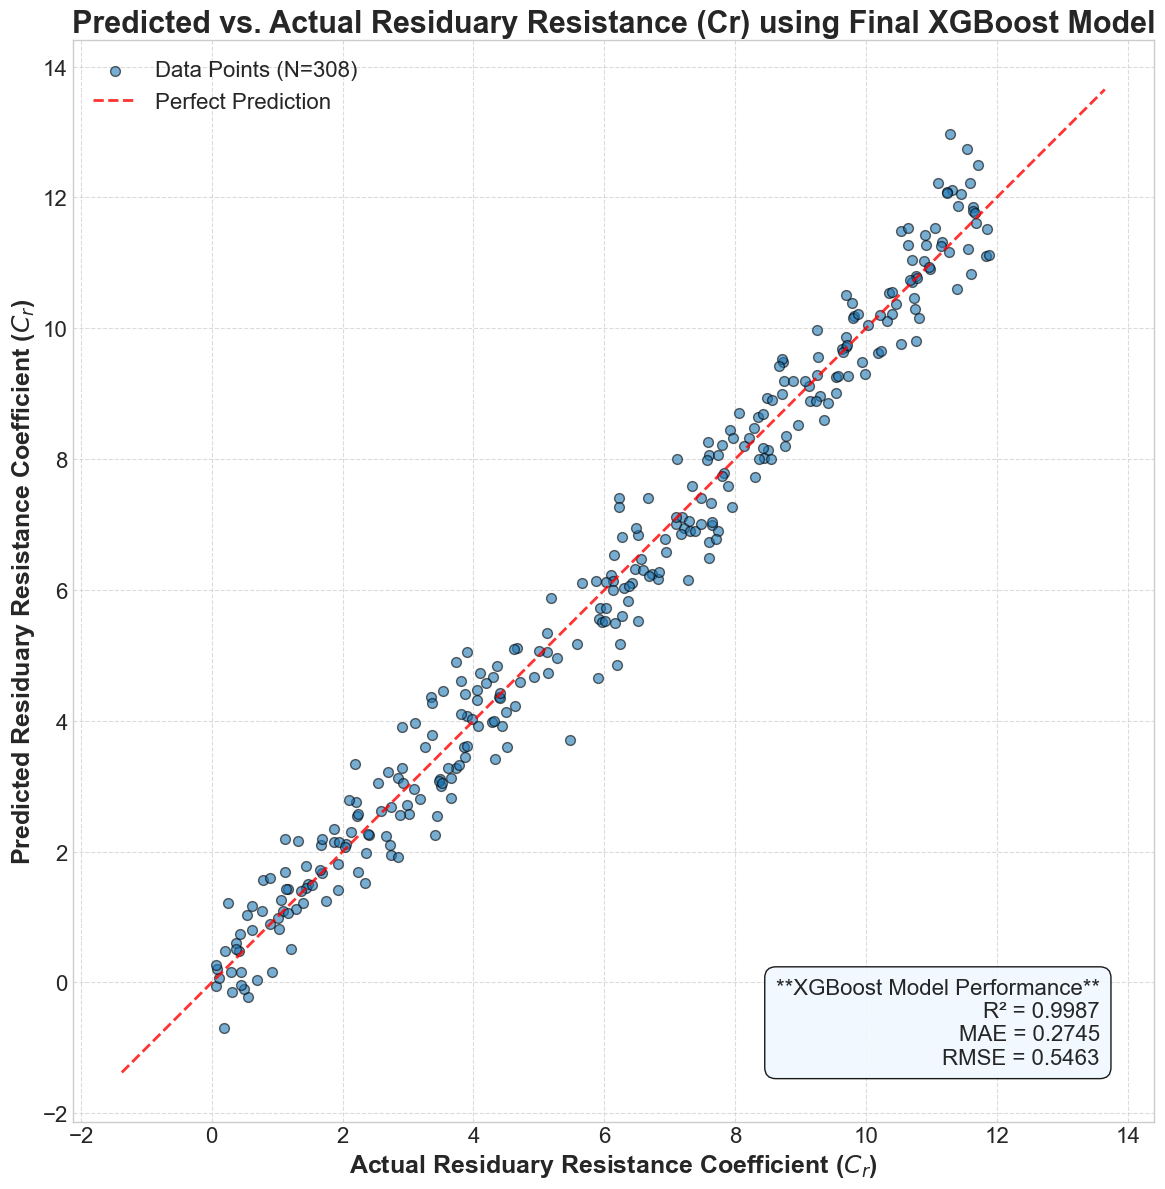 Predicted vs. Actual Residuary Resistance (Cr) using Final XGBoost Model
Data Points (N=308)
Perfect Prediction
Predicted Residuary Resistance Coefficient (Cᵣ)
14
12
10
8
6
4
2
0
−2
**XGBoost Model Performance**
R² = 0.9987
MAE = 0.2745
RMSE = 0.5463
−2 0 2 4 6 8 10 12 14
Actual Residuary Resistance Coefficient (Cᵣ)